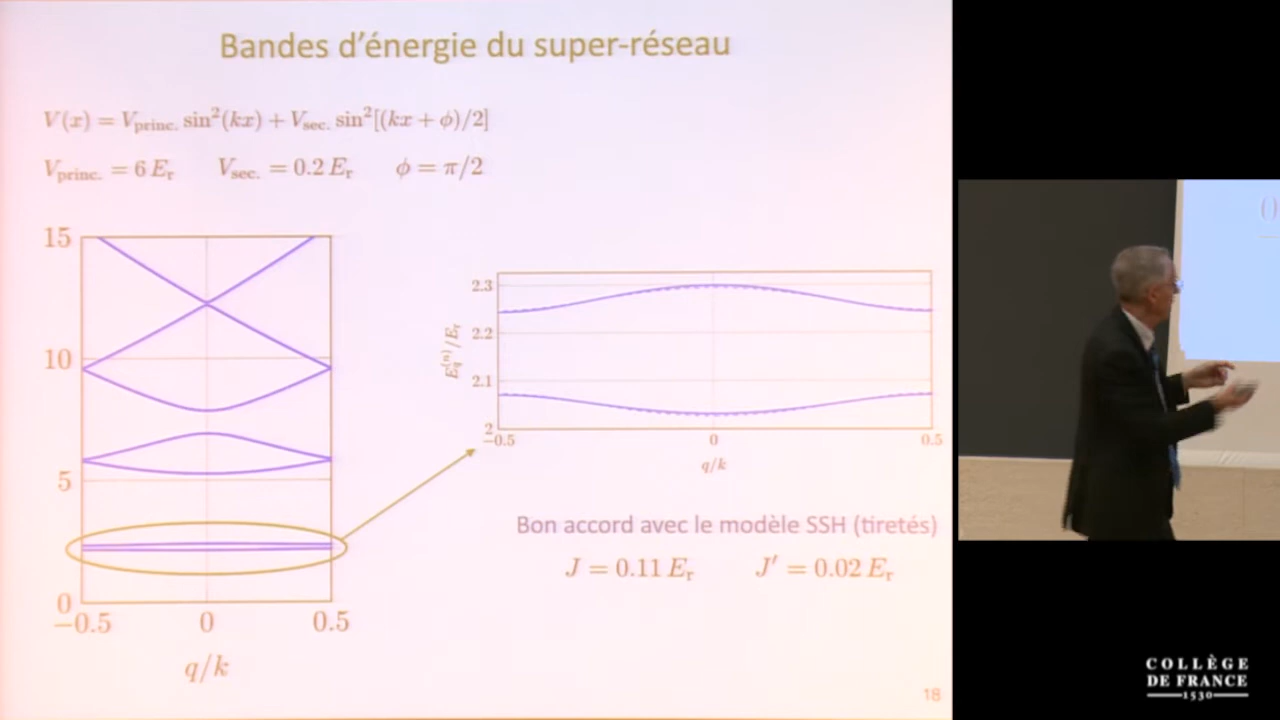 Bandes d'énergie du super-réseau
V(x) = V_princ. sin²(kx) + V_sec. sin²[(kx + φ)/2]
V_princ. = 6 E_r V_sec. = 0.2 E_r φ = π/2
15
10
5
0
−0.5 0 0.5
q/k
2.3
2.2
2.1
2
E_q^(n)/E_r
−0.5 0 0.5
q/k
Bon accord avec le modèle SSH (tiretés)
J = 0.11 E_r J′ = 0.02 E_r
18
COLLÈGE
DE FRANCE
1530